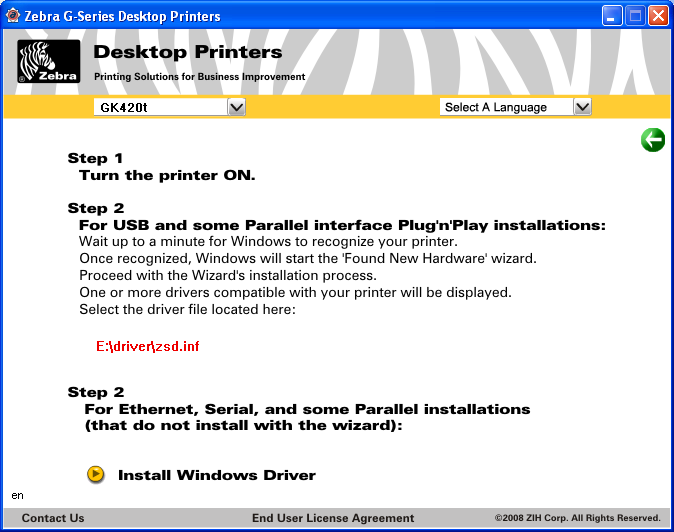 Zebra G-Series Desktop Printers
Zebra
Desktop Printers
Printing Solutions for Business Improvement
GK420t
Select A Language
Step 1
Turn the printer ON.
Step 2
For USB and some Parallel interface Plug'n'Play installations:
Wait up to a minute for Windows to recognize your printer.
Once recognized, Windows will start the 'Found New Hardware' wizard.
Proceed with the Wizard's installation process.
One or more drivers compatible with your printer will be displayed.
Select the driver file located here:
E:\driver\zsd.inf
Step 2
For Ethernet, Serial, and some Parallel installations
(that do not install with the wizard):
Install Windows Driver
en
Contact Us
End User License Agreement
©2008 ZIH Corp. All Rights Reserved.